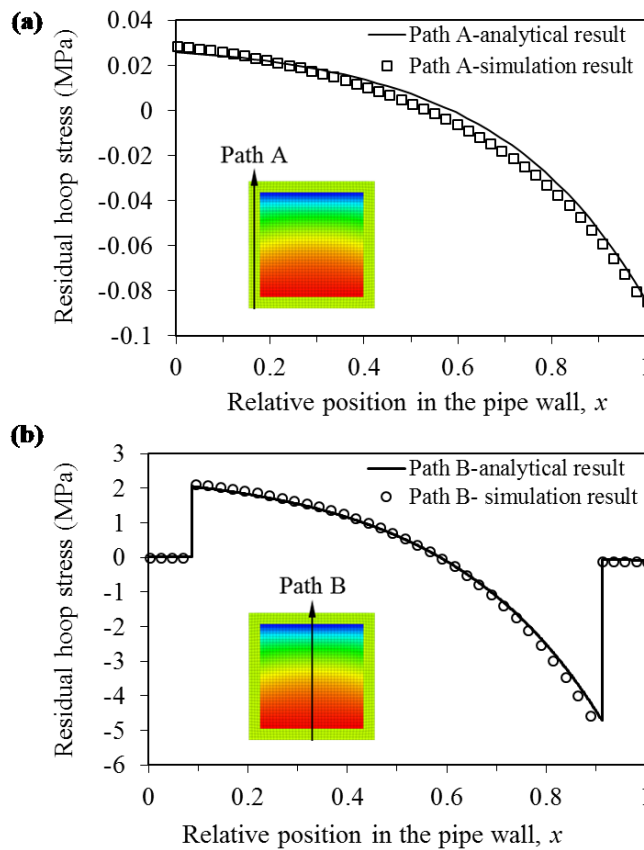 (a)
Residual hoop stress (MPa)
0.04
0.02
0
-0.02
-0.04
-0.06
-0.08
-0.1
Path A-analytical result
Path A-simulation result
Path A
0 0.2 0.4 0.6 0.8 1
Relative position in the pipe wall, x
(b)
Residual hoop stress (MPa)
3
2
1
0
-1
-2
-3
-4
-5
-6
Path B-analytical result
Path B- simulation result
Path B
0 0.2 0.4 0.6 0.8 1
Relative position in the pipe wall, x